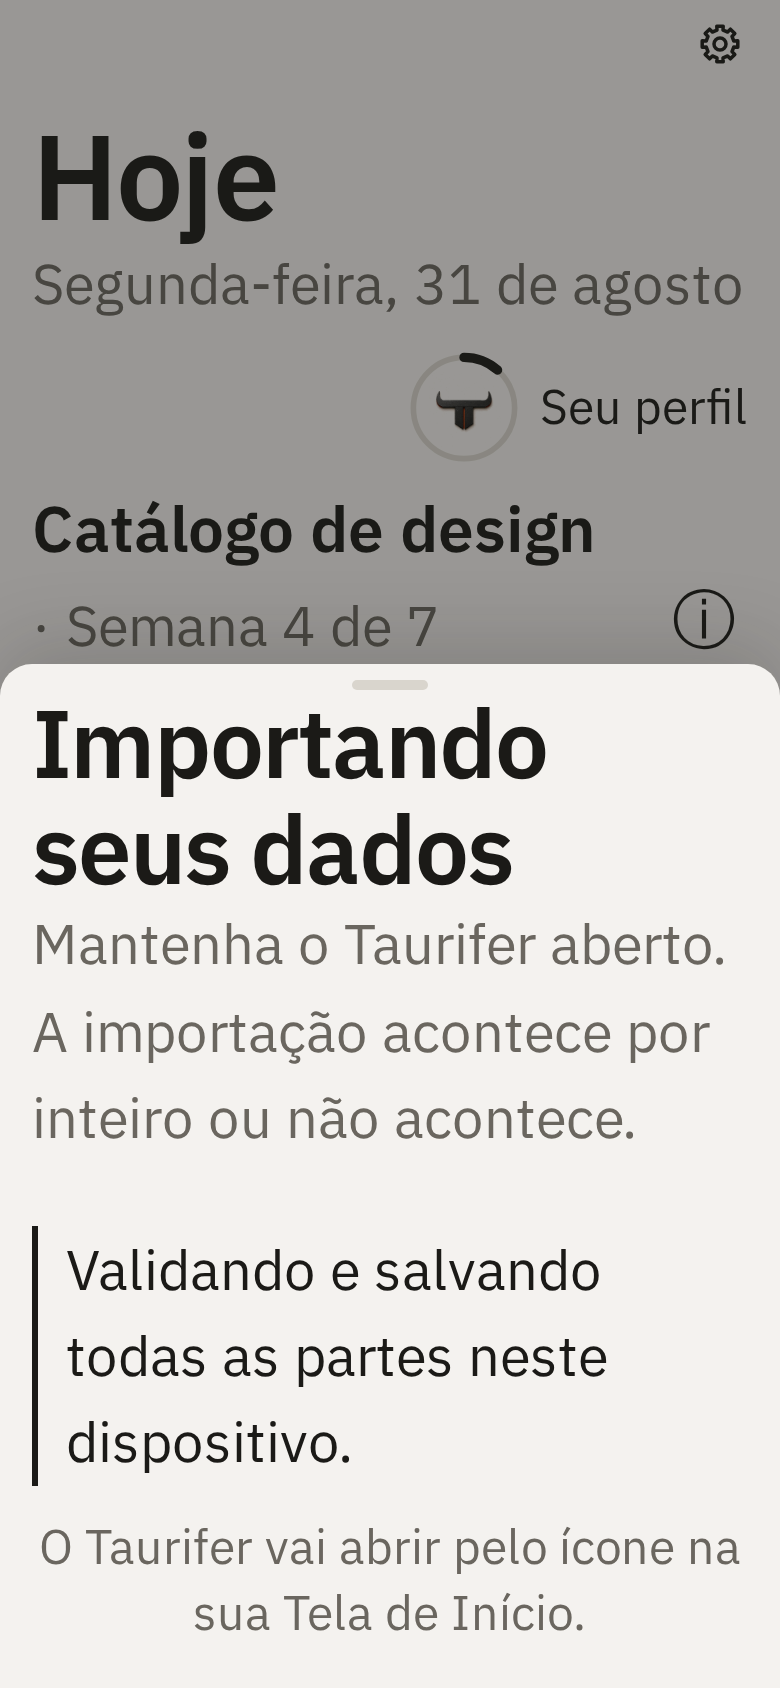 Hoje
Segunda-feira, 31 de agosto
Seu perfil
Catálogo de design
· Semana 4 de 7
Importando
seus dados
Mantenha o Taurifer aberto.
A importação acontece por
inteiro ou não acontece.
Validando e salvando
todas as partes neste
dispositivo.
O Taurifer vai abrir pelo ícone na
sua Tela de Início.